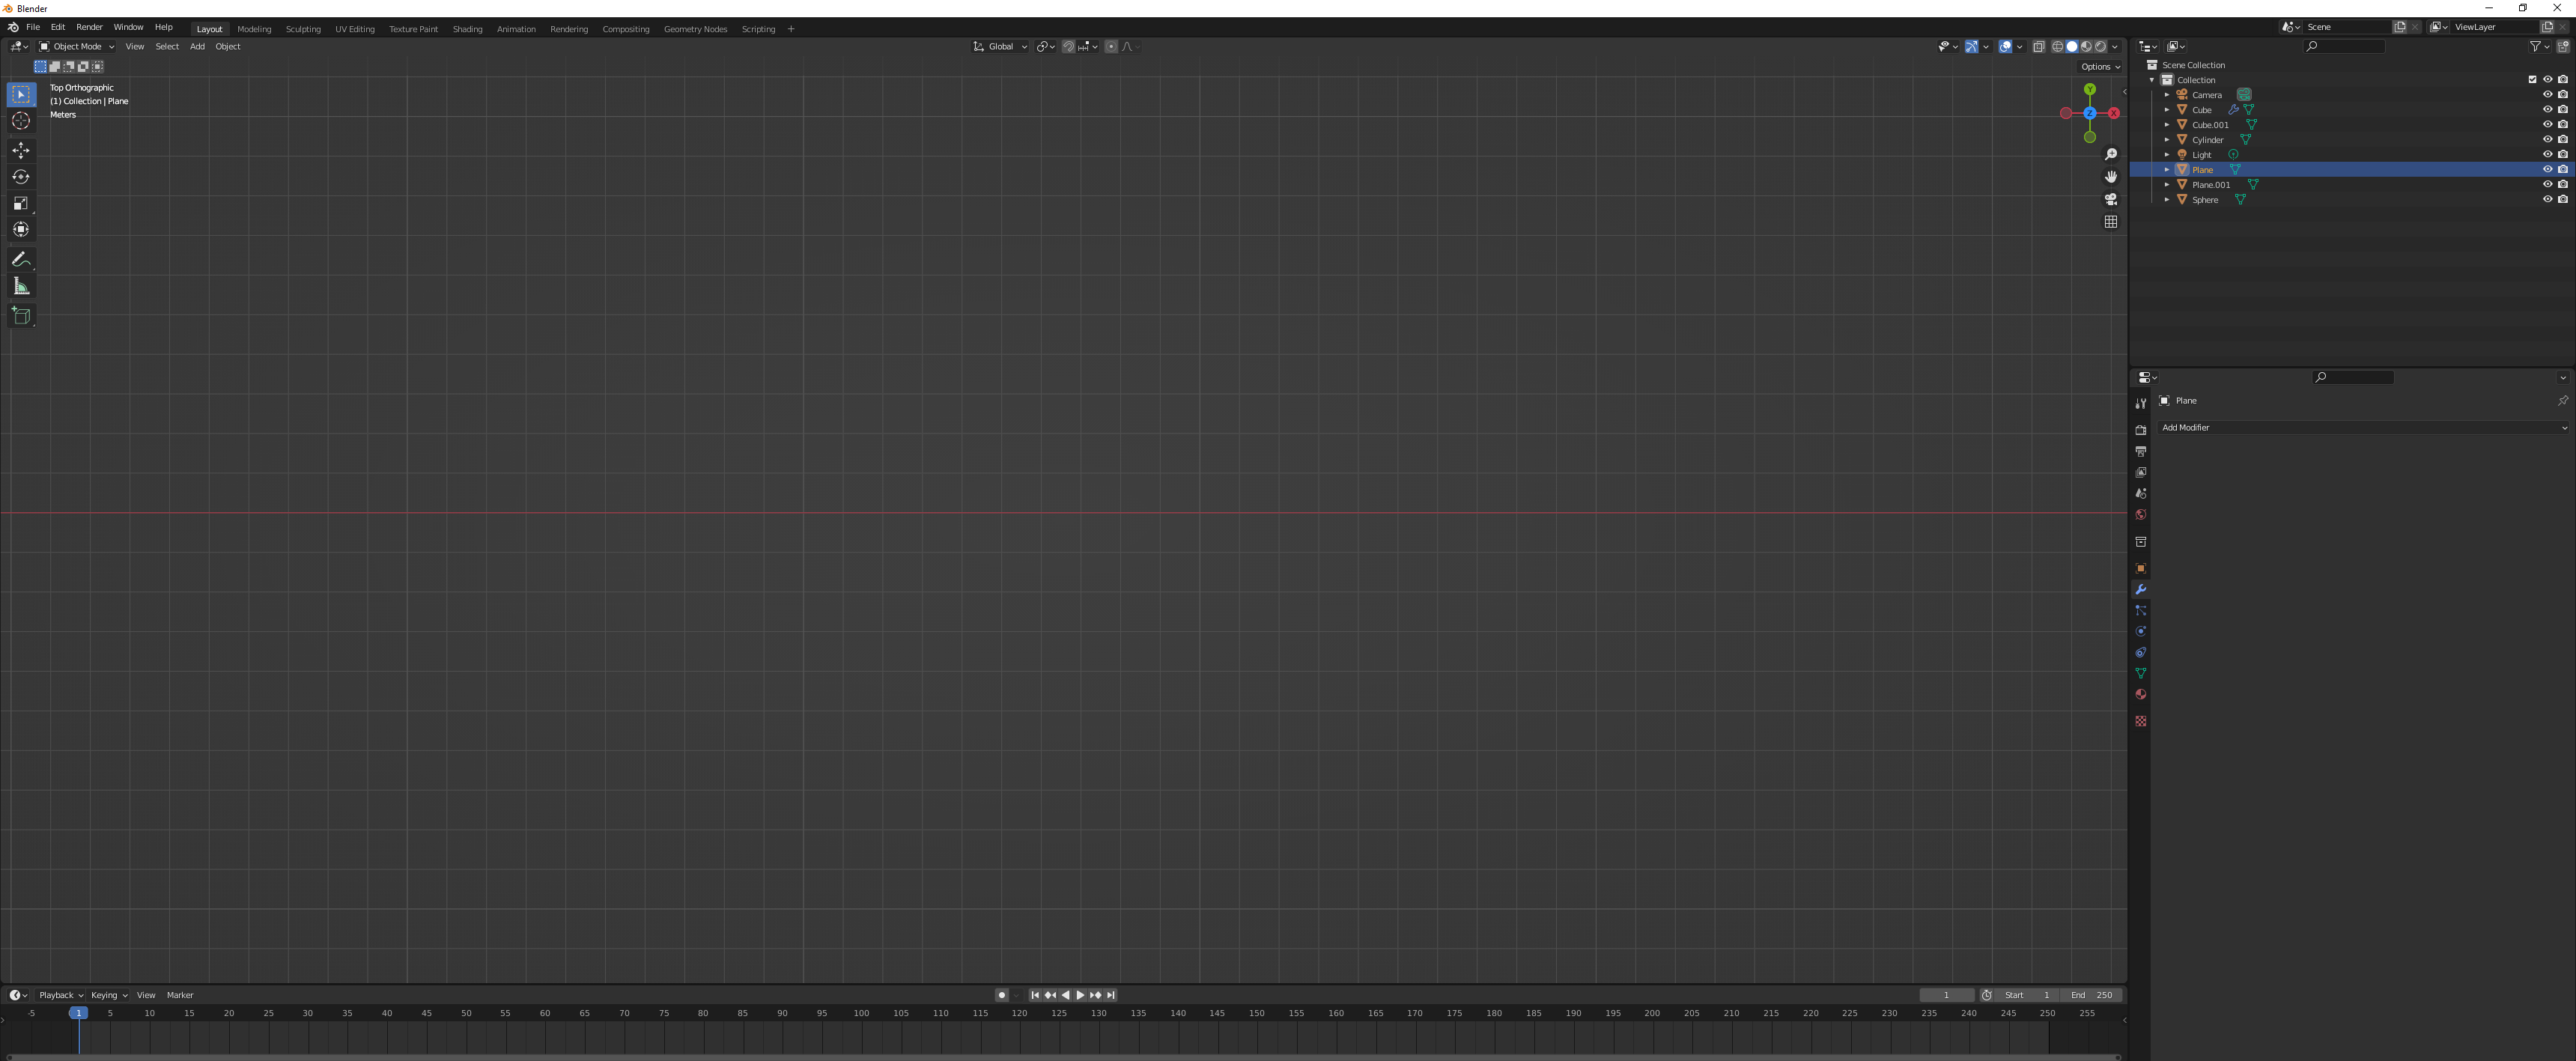 Blender
File Edit Render Window Help Layout Modeling Sculpting UV Editing Texture Paint Shading Animation Rendering Compositing Geometry Nodes Scripting + Scene ViewLayer
Object Mode View Select Add Object Global
Options
Top Orthographic
(1) Collection | Plane
Meters
Y
X
Z
Scene Collection
Collection
Camera
Cube
Cube.001
Cylinder
Light
Plane
Plane.001
Sphere
Plane
Add Modifier
Playback Keying View Marker 1 Start 1 End 250
-5 1 5 10 15 20 25 30 35 40 45 50 55 60 65 70 75 80 85 90 95 100 105 110 115 120 125 130 135 140 145 150 155 160 165 170 175 180 185 190 195 200 205 210 215 220 225 230 235 240 245 250 255